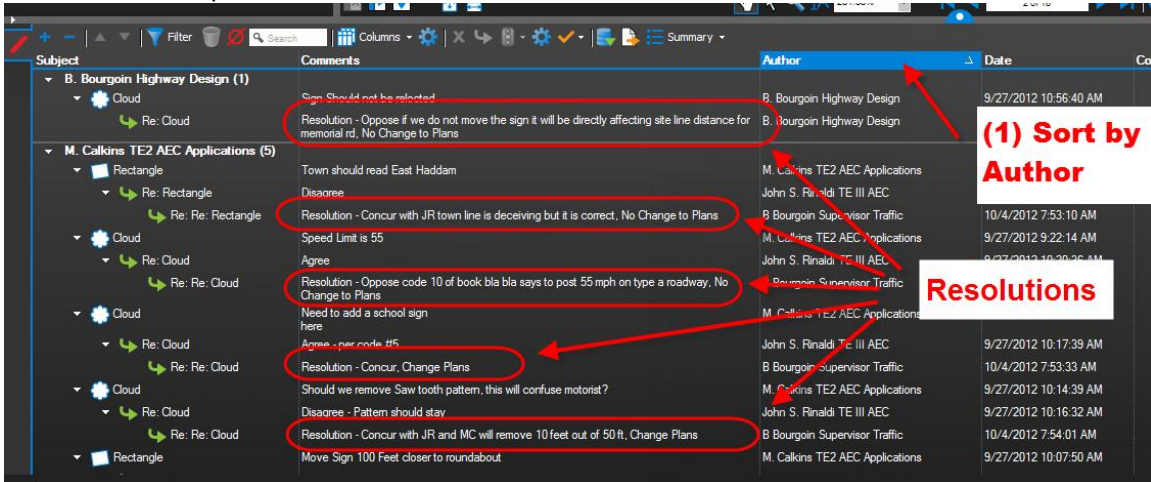 Filter Search Columns Summary
Subject Comments Author Date Co
B. Bourgoin Highway Design (1)
Cloud Sign Should not be relected B. Bourgoin Highway Design 9/27/2012 10:56:40 AM
Re: Cloud Resolution - Oppose if we do not move the sign it will be directly affecting site line distance for B. Bourgoin Highway Design
memorial rd, No Change to Plans
(1) Sort by
Author
M. Calkins TE2 AEC Applications (5)
Rectangle Town should read East Haddam M. Calkins TE2 AEC Applications
Re: Rectangle Disagree John S. Rinaldi TE III AEC
Re: Re: Rectangle Resolution - Concur with JR town line is deceiving but it is correct, No Change to Plans B Bourgoin Supervisor Traffic 10/4/2012 7:53:10 AM
Cloud Speed Limit is 55 M. Calkins TE2 AEC Applications 9/27/2012 9:22:14 AM
Re: Cloud Agree John S. Rinaldi TE III AEC
Re: Re: Cloud Resolution - Oppose code 10 of book bla bla says to post 55 mph on type a roadway, No B Bourgoin Supervisor Traffic
Change to Plans
Resolutions
Cloud Need to add a school sign M. Calkins TE2 AEC Applications
here
Re: Cloud Agree - per code #5 John S. Rinaldi TE III AEC 9/27/2012 10:17:39 AM
Re: Re: Cloud Resolution - Concur, Change Plans B Bourgoin Supervisor Traffic 10/4/2012 7:53:33 AM
Cloud Should we remove Saw tooth pattern, this will confuse motorist? M. Calkins TE2 AEC Applications 9/27/2012 10:14:39 AM
Re: Cloud Disagree - Pattern should stay John S. Rinaldi TE III AEC 9/27/2012 10:16:32 AM
Re: Re: Cloud Resolution - Concur with JR and MC will remove 10 feet out of 50 ft, Change Plans B Bourgoin Supervisor Traffic 10/4/2012 7:54:01 AM
Rectangle Move Sign 100 Feet closer to roundabout M. Calkins TE2 AEC Applications 9/27/2012 10:07:50 AM